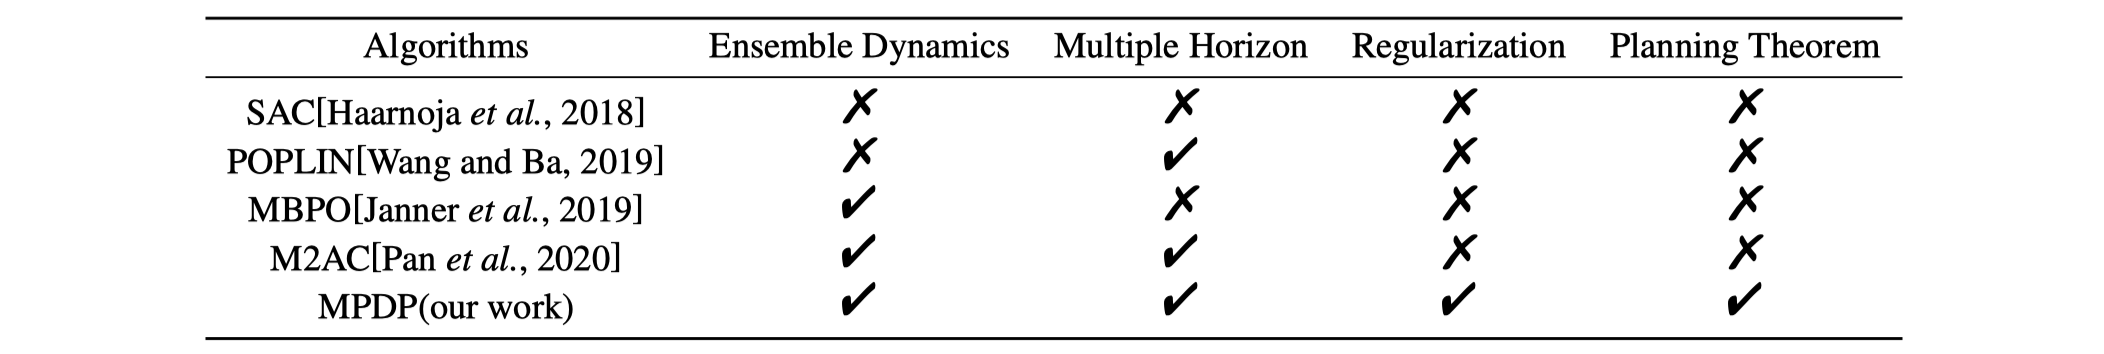 Algorithms Ensemble Dynamics Multiple Horizon Regularization Planning Theorem
SAC[Haarnoja et al., 2018] ✗ ✗ ✗ ✗
POPLIN[Wang and Ba, 2019] ✗ ✔ ✗ ✗
MBPO[Janner et al., 2019] ✔ ✗ ✗ ✗
M2AC[Pan et al., 2020] ✔ ✔ ✗ ✗
MPDP(our work) ✔ ✔ ✔ ✔